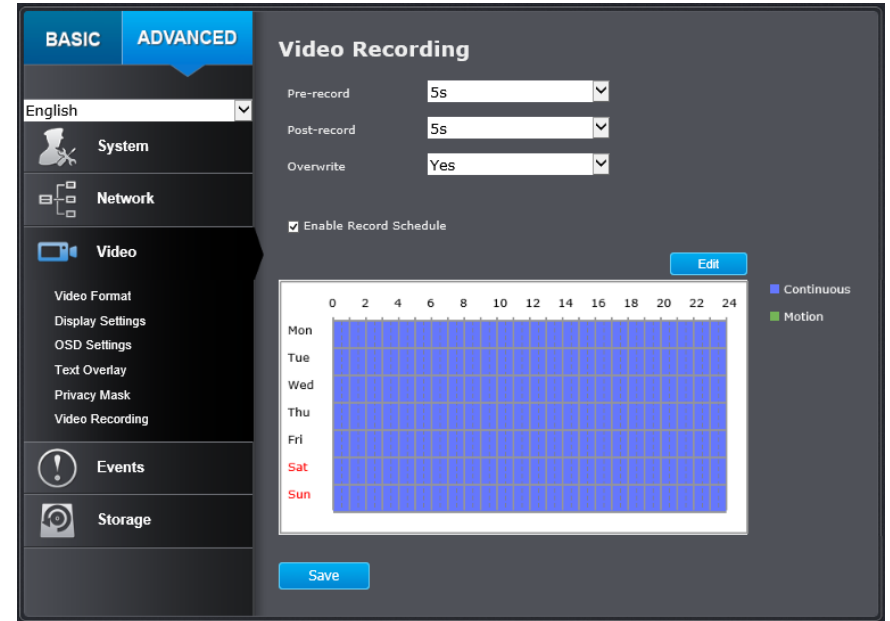 BASIC ADVANCED
English
System
Network
Video
Video Format
Display Settings
OSD Settings
Text Overlay
Privacy Mask
Video Recording
Events
Storage
Video Recording
Pre-record 5s
Post-record 5s
Overwrite Yes
Enable Record Schedule
Edit
0 2 4 6 8 10 12 14 16 18 20 22 24
Mon
Tue
Wed
Thu
Fri
Sat
Sun
Continuous
Motion
Save